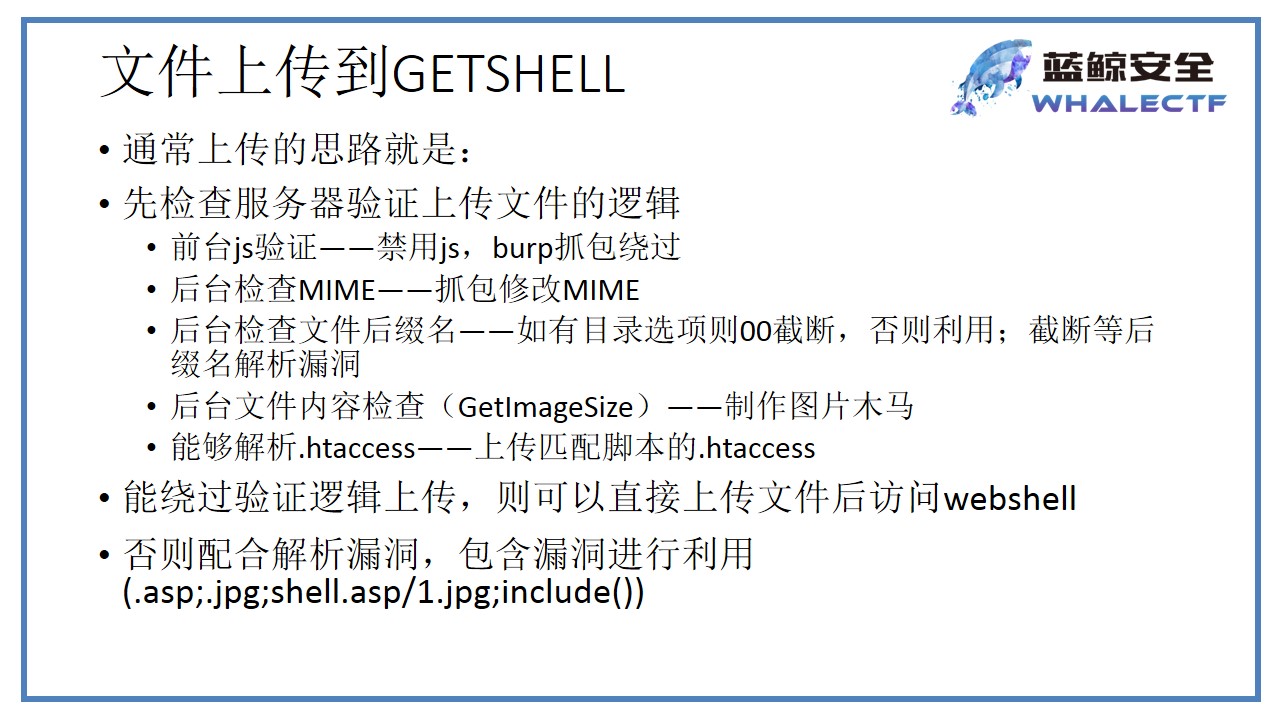 文件上传到GETSHELL
蓝鲸安全
WHALECTF
• 通常上传的思路就是：
• 先检查服务器验证上传文件的逻辑
• 前台js验证——禁用js，burp抓包绕过
• 后台检查MIME——抓包修改MIME
• 后台检查文件后缀名——如有目录选项则00截断，否则利用；截断等后
缀名解析漏洞
• 后台文件内容检查（GetImageSize）——制作图片木马
• 能够解析.htaccess——上传匹配脚本的.htaccess
• 能绕过验证逻辑上传，则可以直接上传文件后访问webshell
• 否则配合解析漏洞，包含漏洞进行利用
(.asp;.jpg;shell.asp/1.jpg;include())